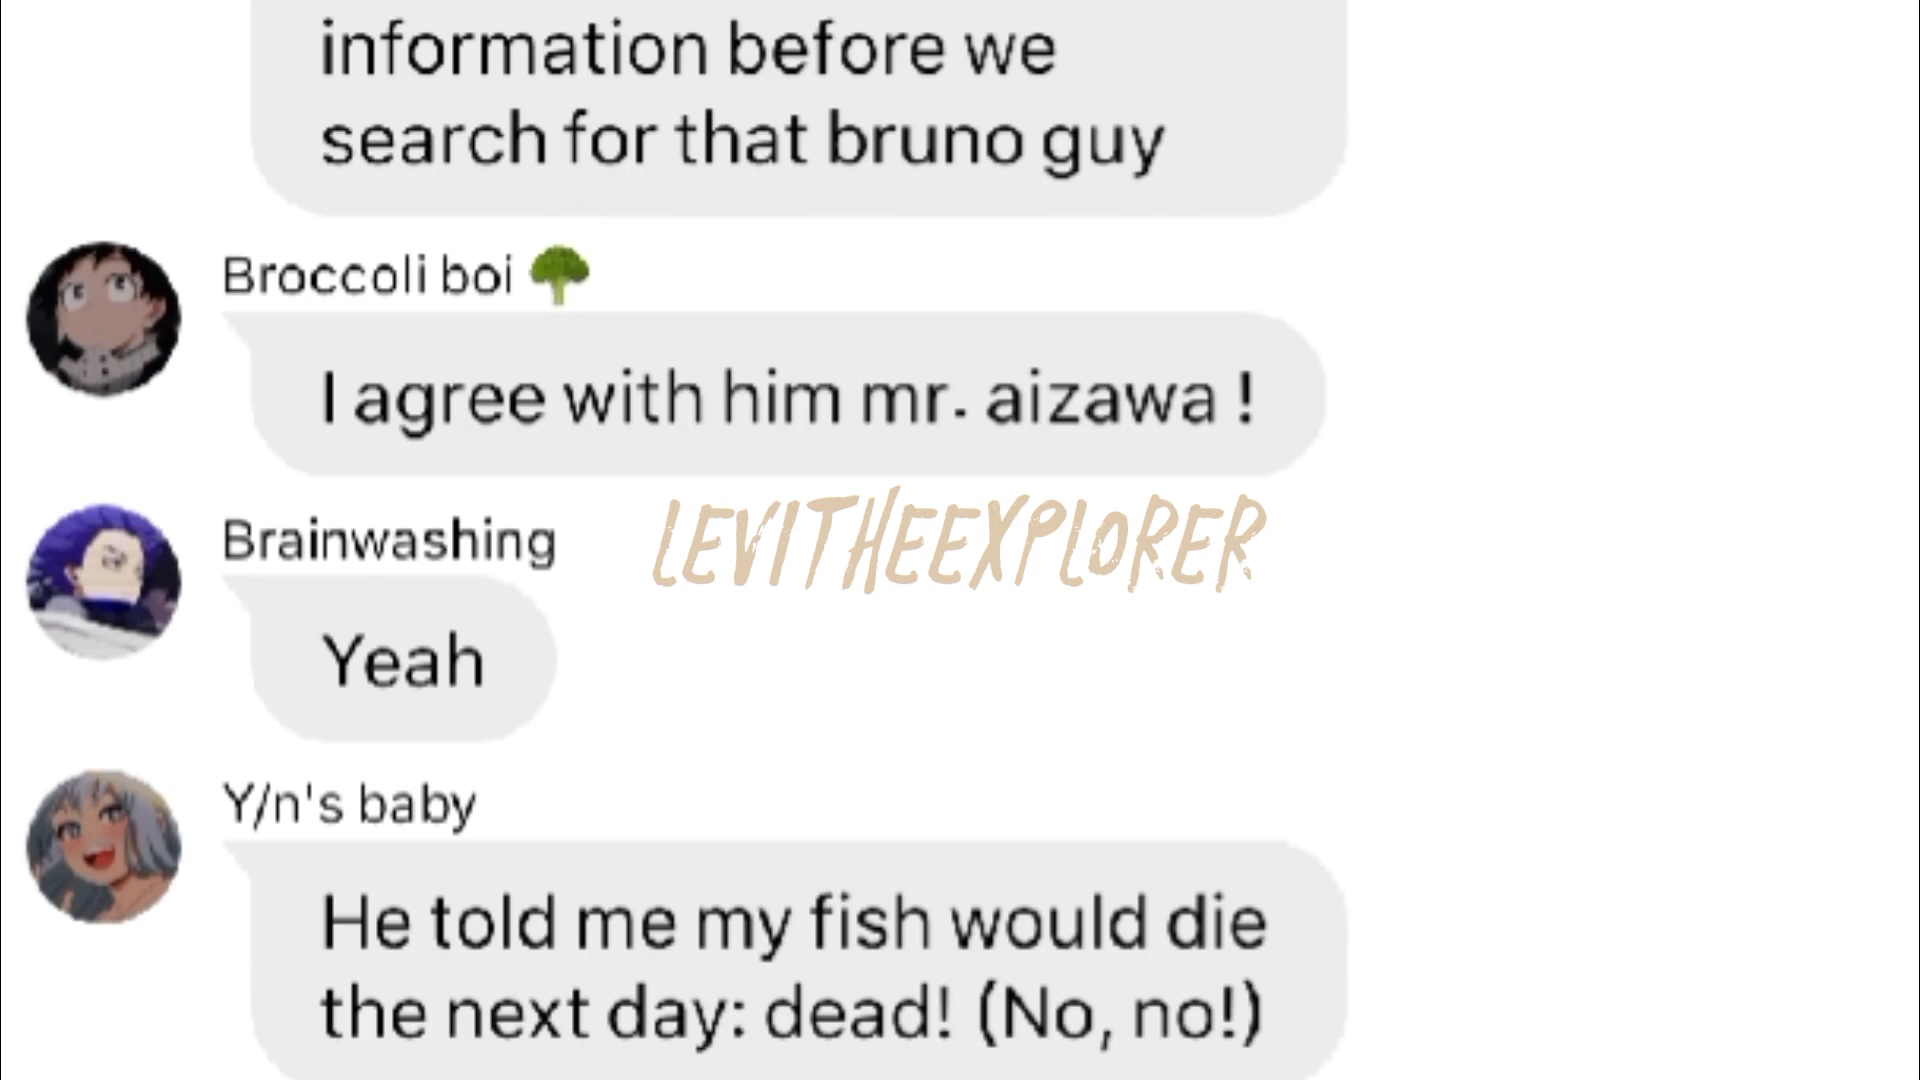 information before we
search for that bruno guy
Broccoli boi 🥦
I agree with him mr. aizawa !
LEVITHEEXPLORER
Brainwashing
Yeah
Y/n's baby
He told me my fish would die
the next day: dead! (No, no!)